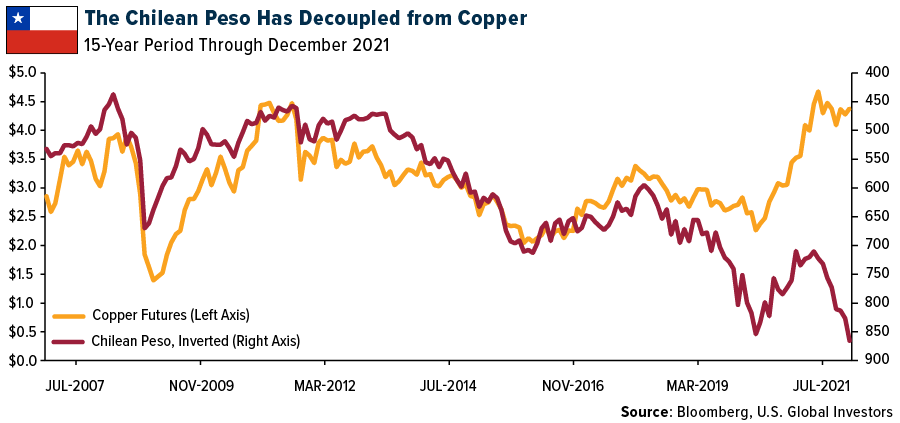 The Chilean Peso Has Decoupled from Copper
15-Year Period Through December 2021
$5.0 400
$4.5 450
$4.0 500
$3.5 550
$3.0 600
$2.5 650
$2.0 700
$1.5 750
$1.0 800
$0.5 850
$0.0 900
Copper Futures (Left Axis)
Chilean Peso, Inverted (Right Axis)
JUL-2007 NOV-2009 MAR-2012 JUL-2014 NOV-2016 MAR-2019 JUL-2021
Source: Bloomberg, U.S. Global Investors